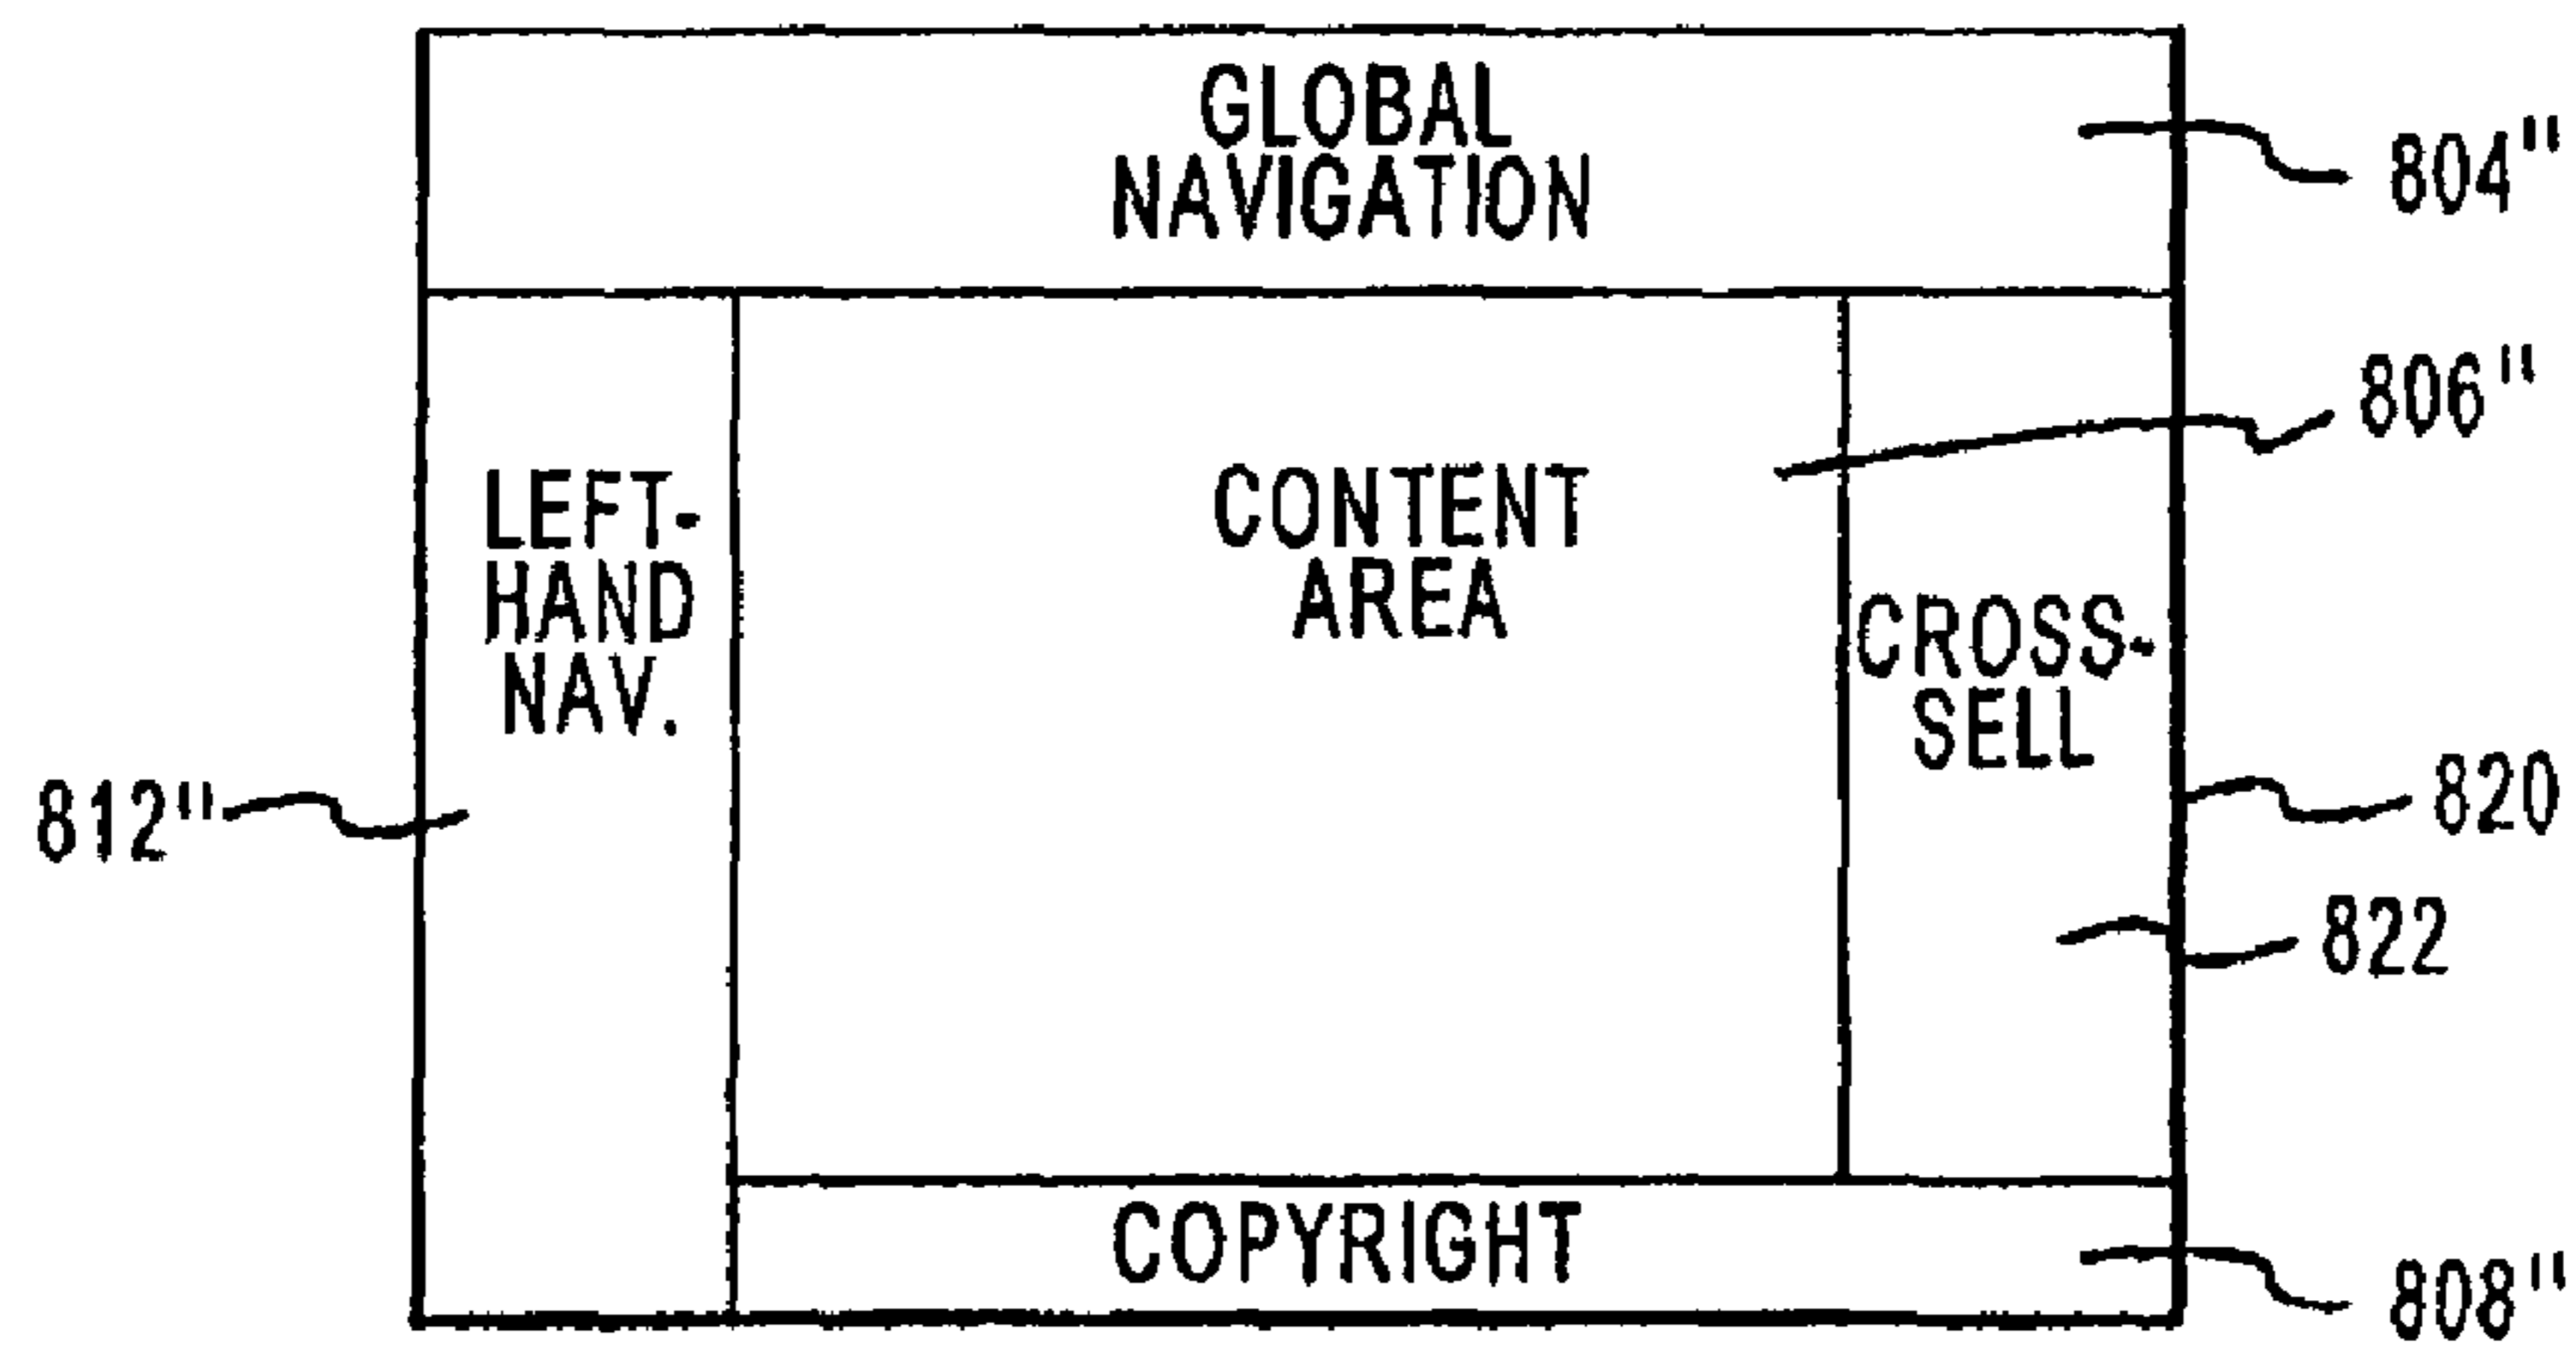 GLOBAL
NAVIGATION
804"
806"
LEFT-
HAND
NAV.
CONTENT
AREA
CROSS-
SELL
812"
820
822
COPYRIGHT
808"